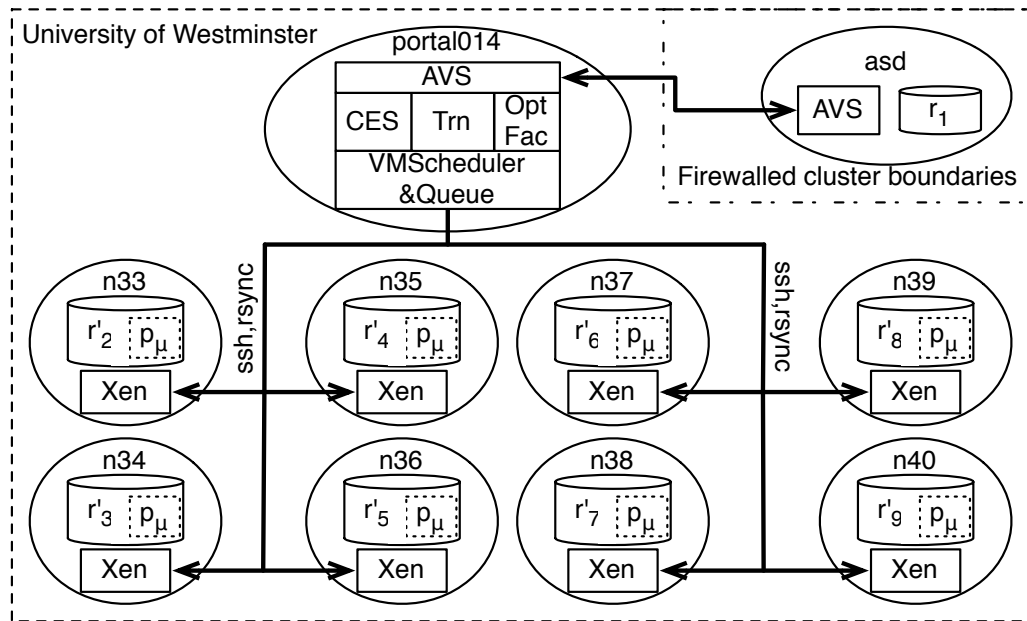 University of Westminster
portal014
AVS
CES
Trn
Opt
Fac
VMScheduler
&Queue
asd
AVS
r1
Firewalled cluster boundaries
ssh,rsync
ssh,rsync
n33
r'2
pμ
Xen
n35
r'4
pμ
Xen
n37
r'6
pμ
Xen
n39
r'8
pμ
Xen
n34
r'3
pμ
Xen
n36
r'5
pμ
Xen
n38
r'7
pμ
Xen
n40
r'9
pμ
Xen